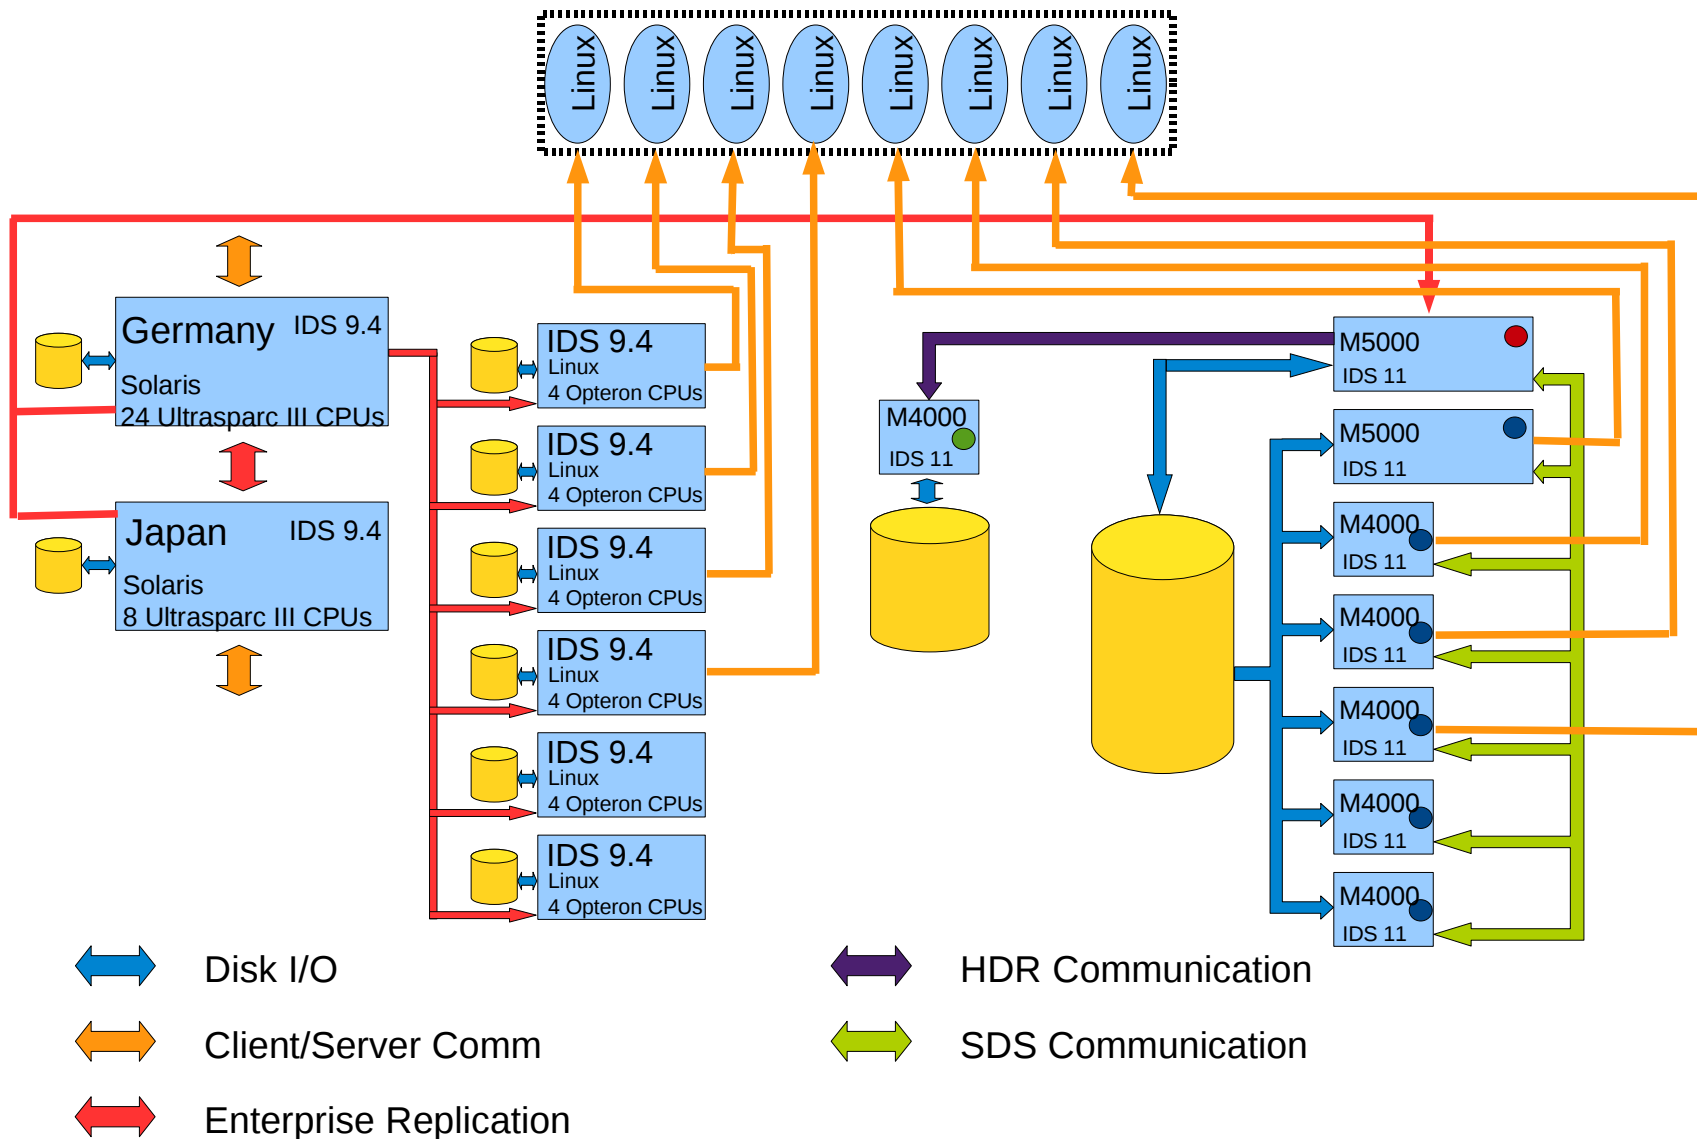 Linux
Linux
Linux
Linux
Linux
Linux
Linux
Linux
Germany IDS 9.4
Solaris
24 Ultrasparc III CPUs
Japan IDS 9.4
Solaris
8 Ultrasparc III CPUs
IDS 9.4
Linux
4 Opteron CPUs
IDS 9.4
Linux
4 Opteron CPUs
IDS 9.4
Linux
4 Opteron CPUs
IDS 9.4
Linux
4 Opteron CPUs
IDS 9.4
Linux
4 Opteron CPUs
IDS 9.4
Linux
4 Opteron CPUs
M4000
IDS 11
M5000
IDS 11
M5000
IDS 11
M4000
IDS 11
M4000
IDS 11
M4000
IDS 11
M4000
IDS 11
M4000
IDS 11
Disk I/O
Client/Server Comm
Enterprise Replication
HDR Communication
SDS Communication